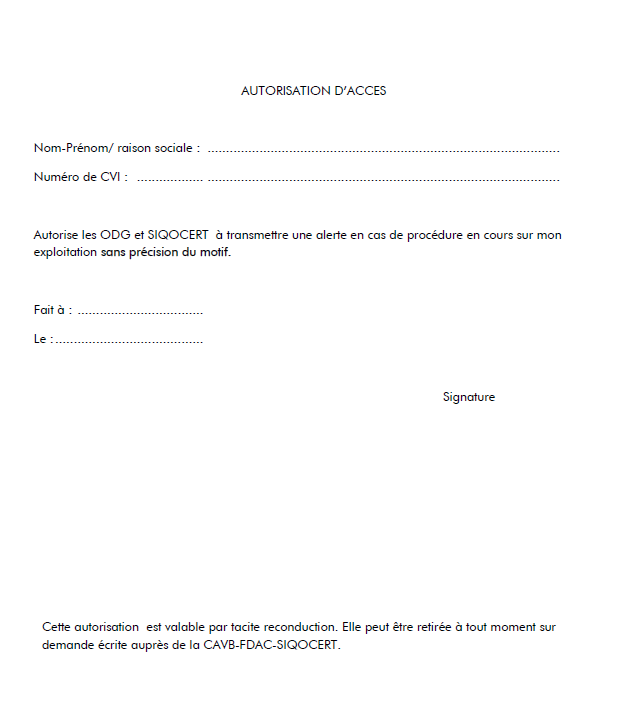 AUTORISATION D'ACCES
Nom-Prénom/ raison sociale : ................................................................................................
Numéro de CVI : .................. ................................................................................................
Autorise les ODG et SIQOCERT à transmettre une alerte en cas de procédure en cours sur mon
exploitation sans précision du motif.
Fait à : ..................................
Le :........................................
Signature
Cette autorisation est valable par tacite reconduction. Elle peut être retirée à tout moment sur
demande écrite auprès de la CAVB-FDAC-SIQOCERT.